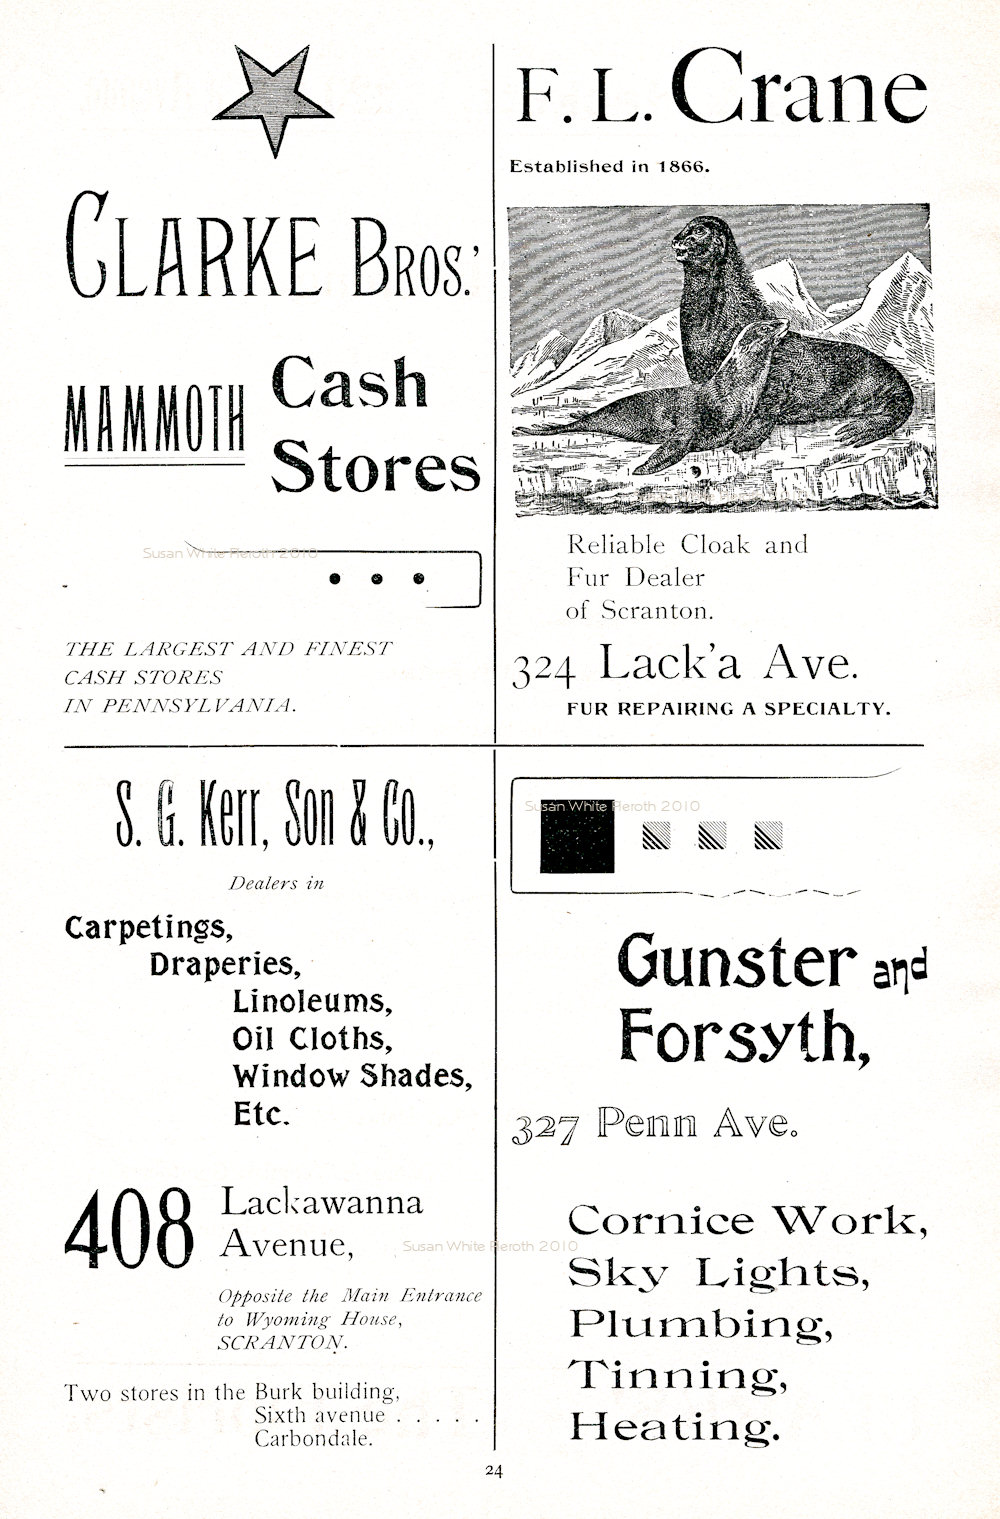 CLARKE BROS.'
MAMMOTH Cash
Stores
Susan White Pieroth 2010
THE LARGEST AND FINEST
CASH STORES
IN PENNSYLVANIA.
F. L. Crane
Established in 1866.
Reliable Cloak and
Fur Dealer
of Scranton.
324 Lack'a Ave.
FUR REPAIRING A SPECIALTY.
S. G. Kerr, Son & Co.,
Dealers in
Carpetings,
Draperies,
Linoleums,
Oil Cloths,
Window Shades,
Etc.
408 Lackawanna
Avenue,
Susan White Pieroth 2010
Opposite the Main Entrance
to Wyoming House,
SCRANTON.
Two stores in the Burk building,
Sixth avenue . . . . .
Carbondale.
Susan White Pieroth 2010
Gunster and
Forsyth,
327 Penn Ave.
Cornice Work,
Sky Lights,
Plumbing,
Tinning,
Heating.
24